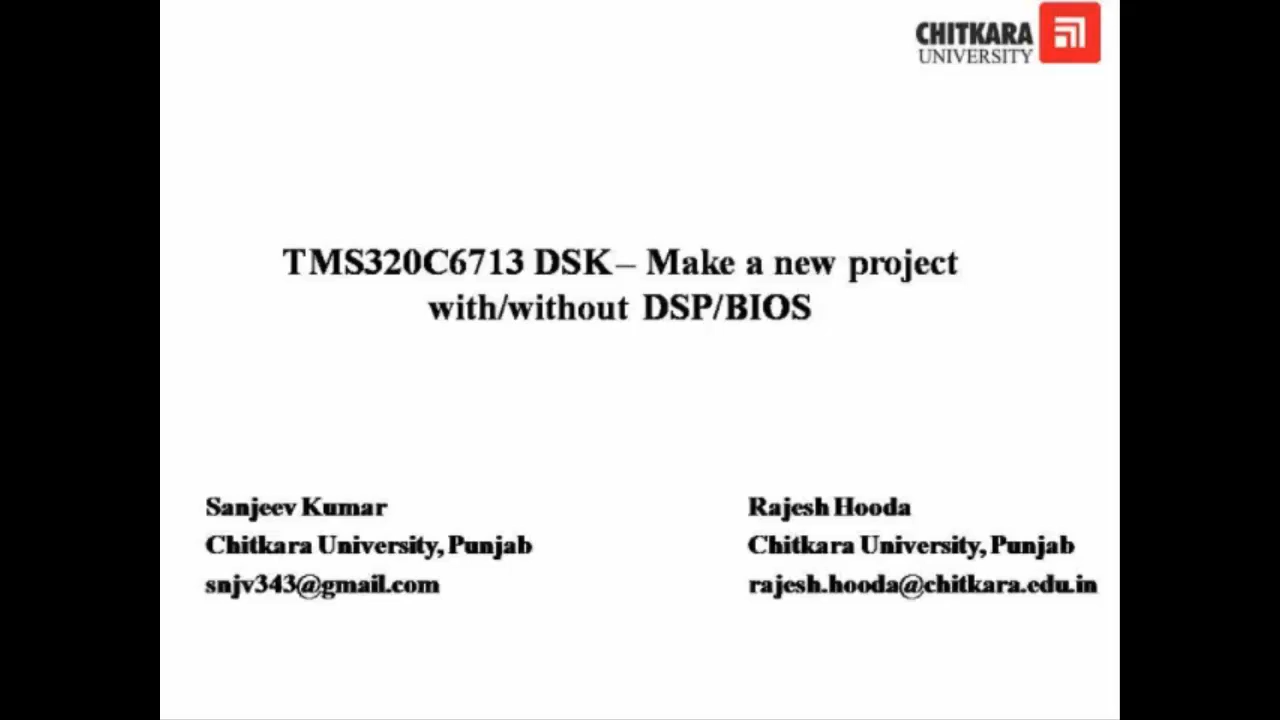 CHITKARA
UNIVERSITY
TMS320C6713 DSK – Make a new project
with/without DSP/BIOS
Sanjeev Kumar
Chitkara University, Punjab
snjv343@gmail.com
Rajesh Hooda
Chitkara University, Punjab
rajesh.hooda@chitkara.edu.in